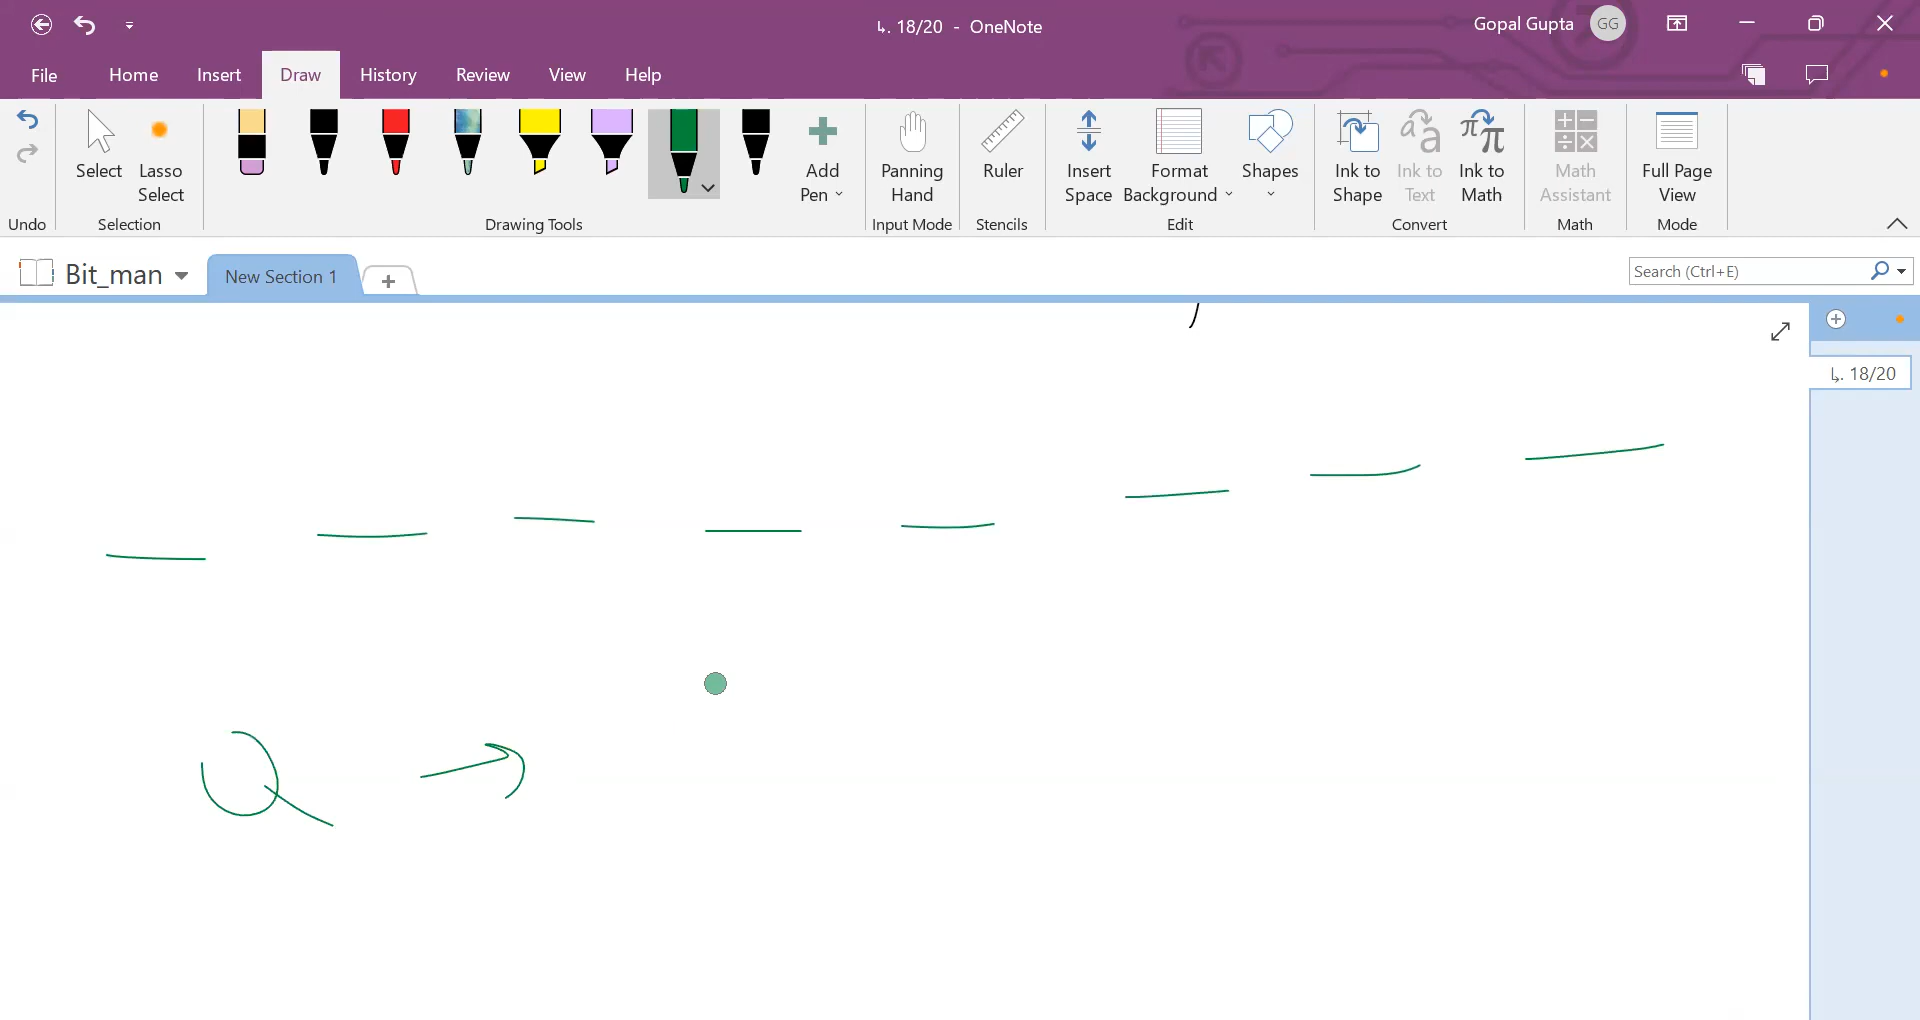 ↳. 18/20 - OneNote
Gopal Gupta GG
File Home Insert Draw History Review View Help
Select
Lasso Select
Add Pen
Panning Hand
Ruler
Insert Space
Format Background
Shapes
Ink to Shape
Ink to Text
Ink to Math
Math Assistant
Full Page View
Undo Selection Drawing Tools Input Mode Stencils Edit Convert Math Mode
Bit_man New Section 1 Search (Ctrl+E)
↳. 18/20
Q →